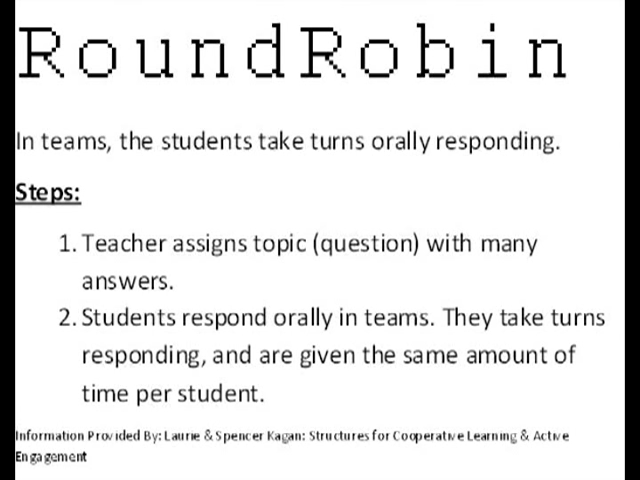 RoundRobin
In teams, the students take turns orally responding.
Steps:
1. Teacher assigns topic (question) with many
answers.
2. Students respond orally in teams. They take turns
responding, and are given the same amount of
time per student.
Information Provided By: Laurie & Spencer Kagan: Structures for Cooperative Learning & Active
Engagement